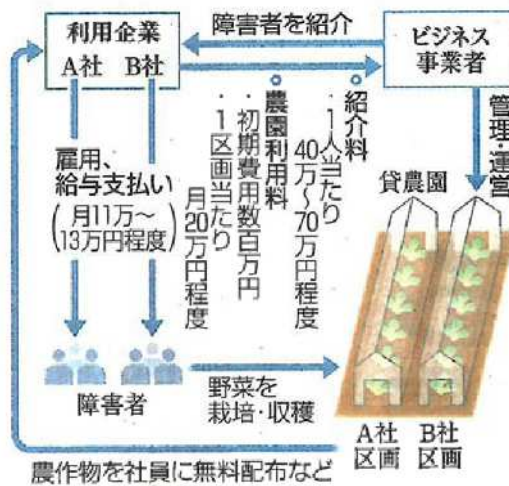 利用企業
A社 B社
障害者を紹介
ビジネス
事業者
管理・運営
紹介料
・1人当たり
40万〜70万円程度
農園利用料
・初期費用数百万円
・1区画当たり
月20万円程度
雇用、
給与支払い
(月11万〜
13万円程度)
貸農園
障害者
野菜を
栽培・収穫
A社
区画
B社
区画
農作物を社員に無料配布など